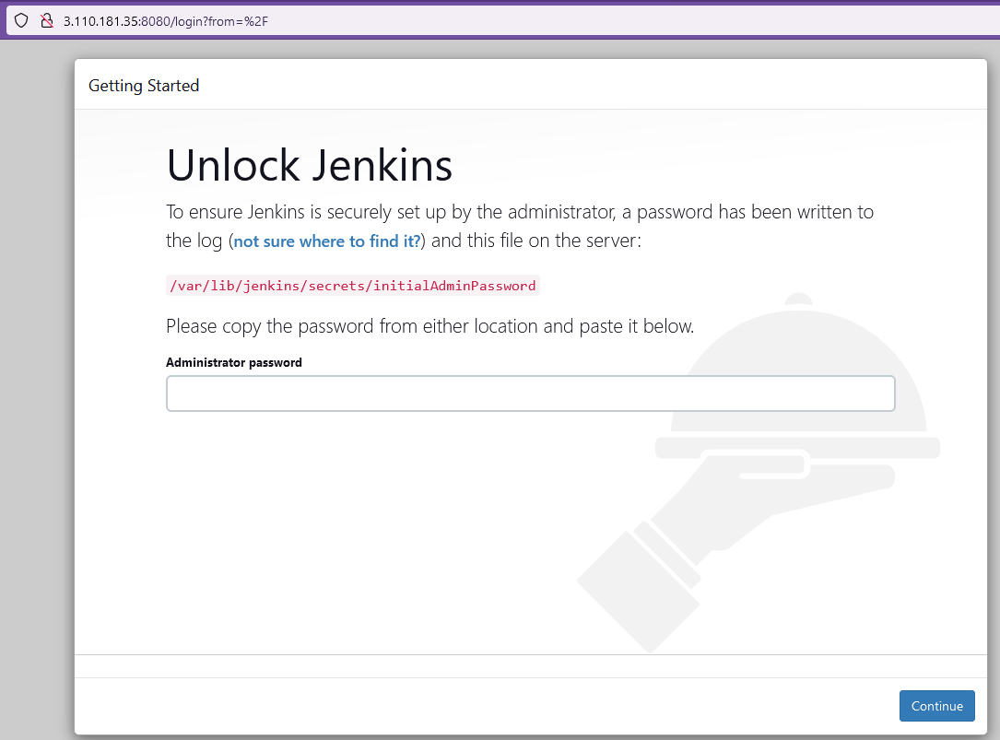 3.110.181.35:8080/login?from=%2F
Getting Started
Unlock Jenkins
To ensure Jenkins is securely set up by the administrator, a password has been written to
the log (not sure where to find it?) and this file on the server:
/var/lib/jenkins/secrets/initialAdminPassword
Please copy the password from either location and paste it below.
Administrator password
Continue